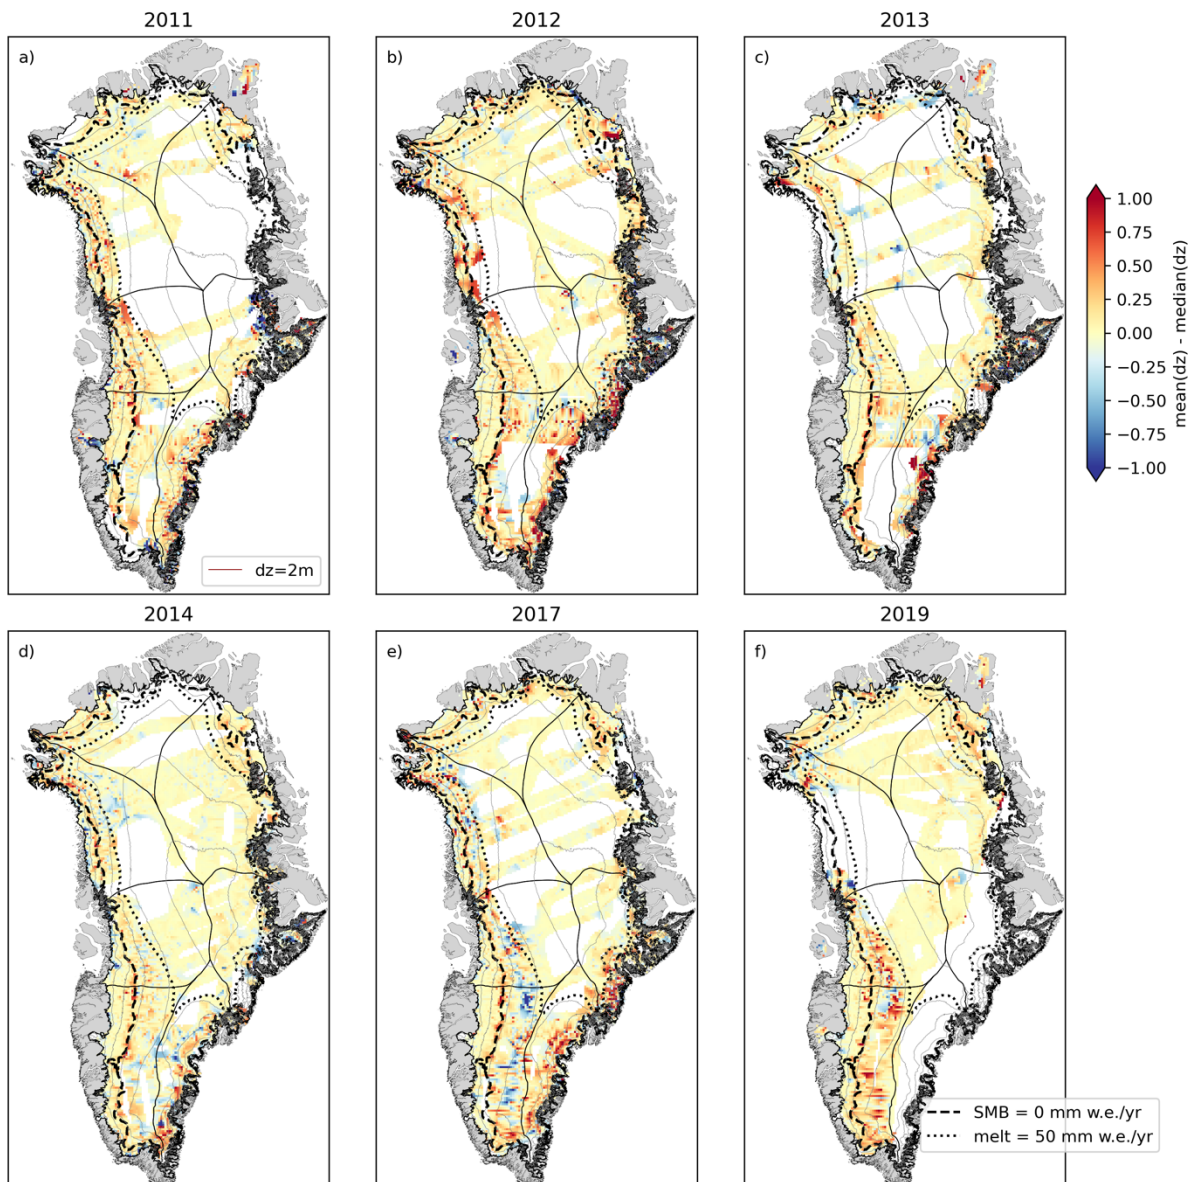 2011
2012
2013
a)
b)
c)
1.00
0.75
0.50
0.25
0.00
−0.25
−0.50
−0.75
−1.00
mean(dz) - median(dz)
dz=2m
2014
2017
2019
d)
e)
f)
SMB = 0 mm w.e./yr
melt = 50 mm w.e./yr